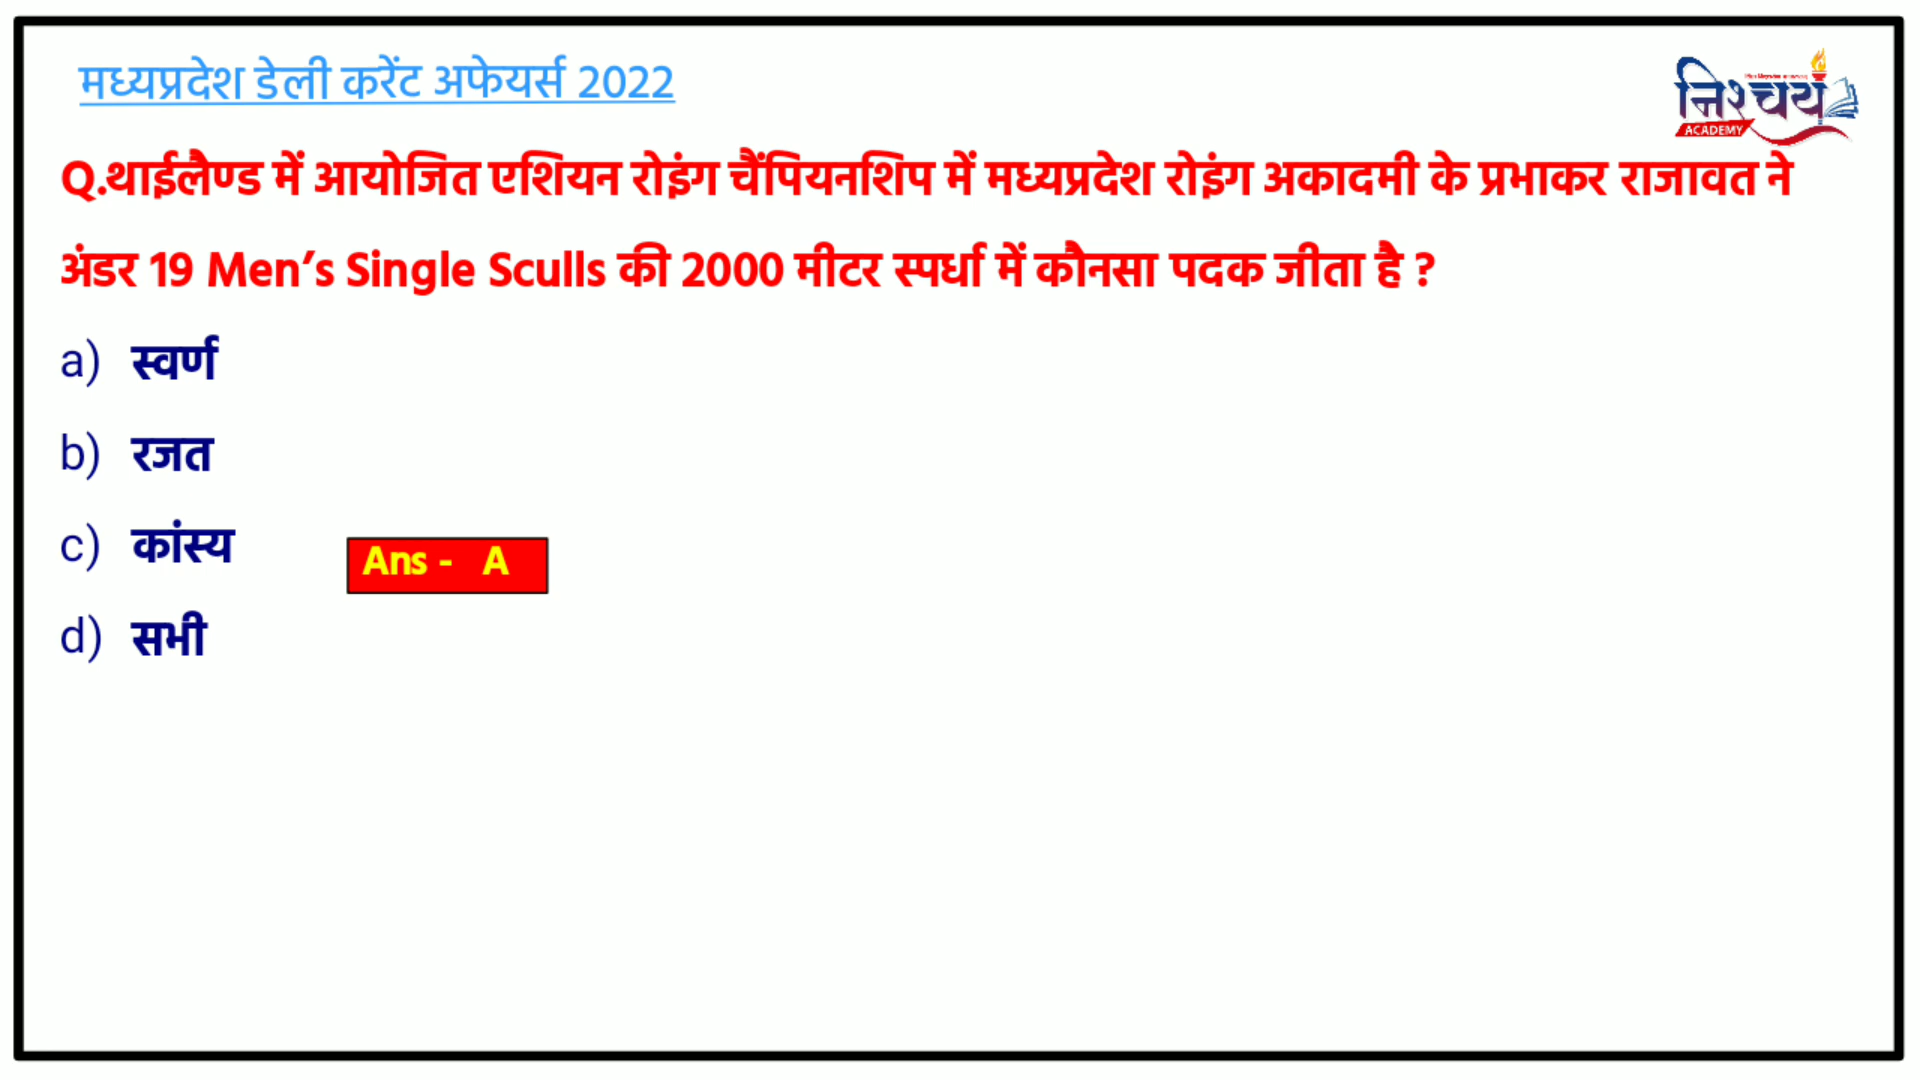 मध्यप्रदेश डेली करेंट अफेयर्स 2022
निश्चय
ACADEMY
Q.थाईलैण्ड में आयोजित एशियन रोइंग चैंपियनशिप में मध्यप्रदेश रोइंग अकादमी के प्रभाकर राजावत ने
अंडर 19 Men’s Single Sculls की 2000 मीटर स्पर्धा में कौनसा पदक जीता है ?
a) स्वर्ण
b) रजत
c) कांस्य
Ans - A
d) सभी